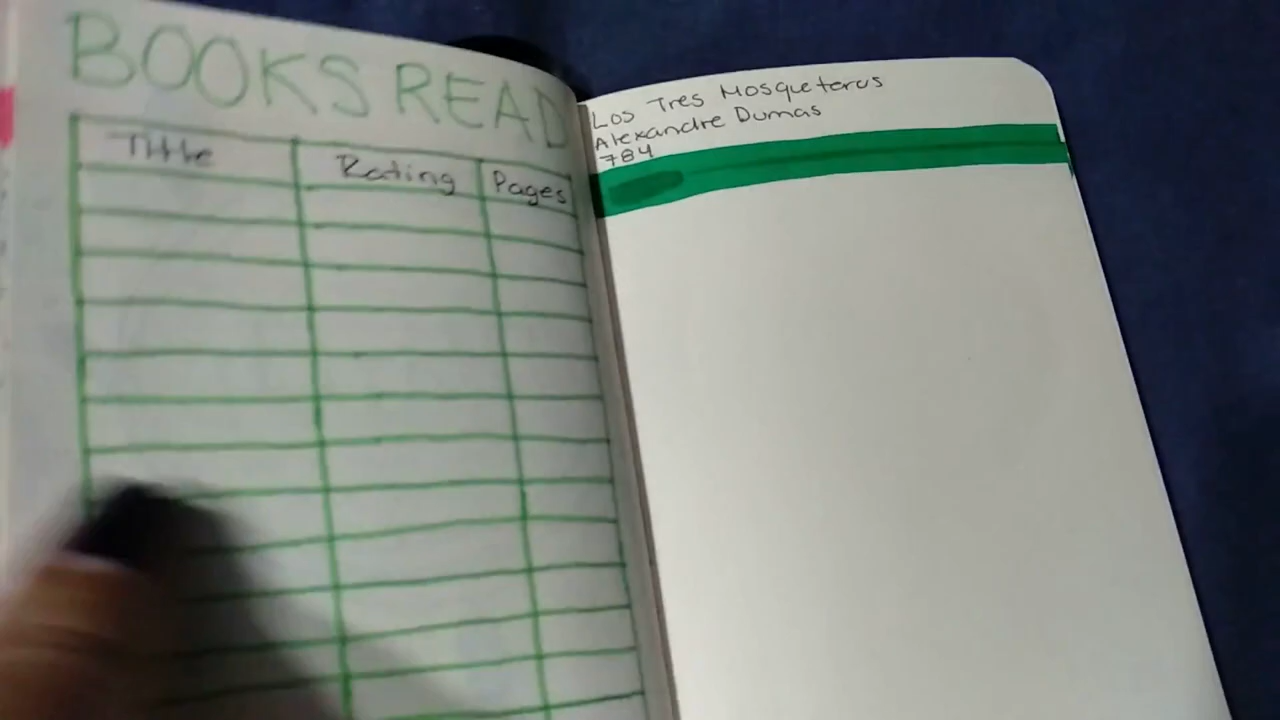 BOOKS READ
Title
Rating
Pages
Los Tres Mosqueteros
Alexandre Dumas
784